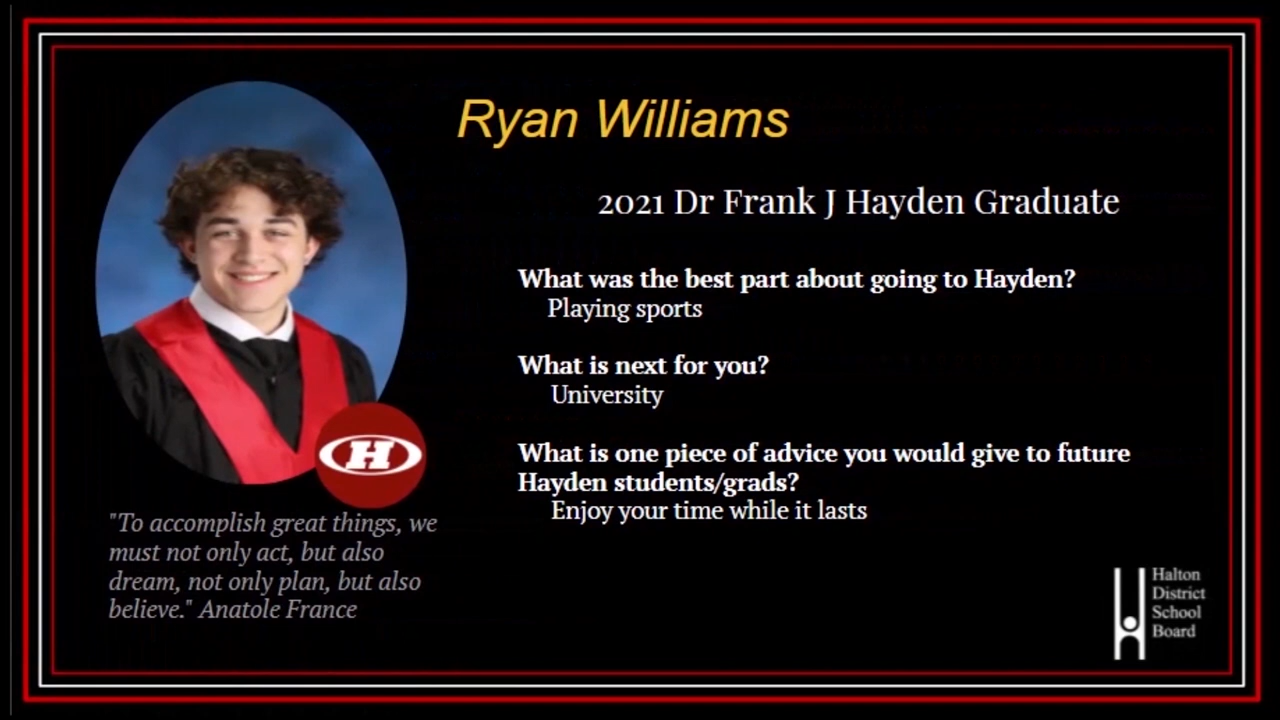 Ryan Williams
2021 Dr Frank J Hayden Graduate
What was the best part about going to Hayden?
Playing sports
What is next for you?
University
What is one piece of advice you would give to future
Hayden students/grads?
Enjoy your time while it lasts
H
"To accomplish great things, we
must not only act, but also
dream, not only plan, but also
believe." Anatole France
Halton
District
School
Board